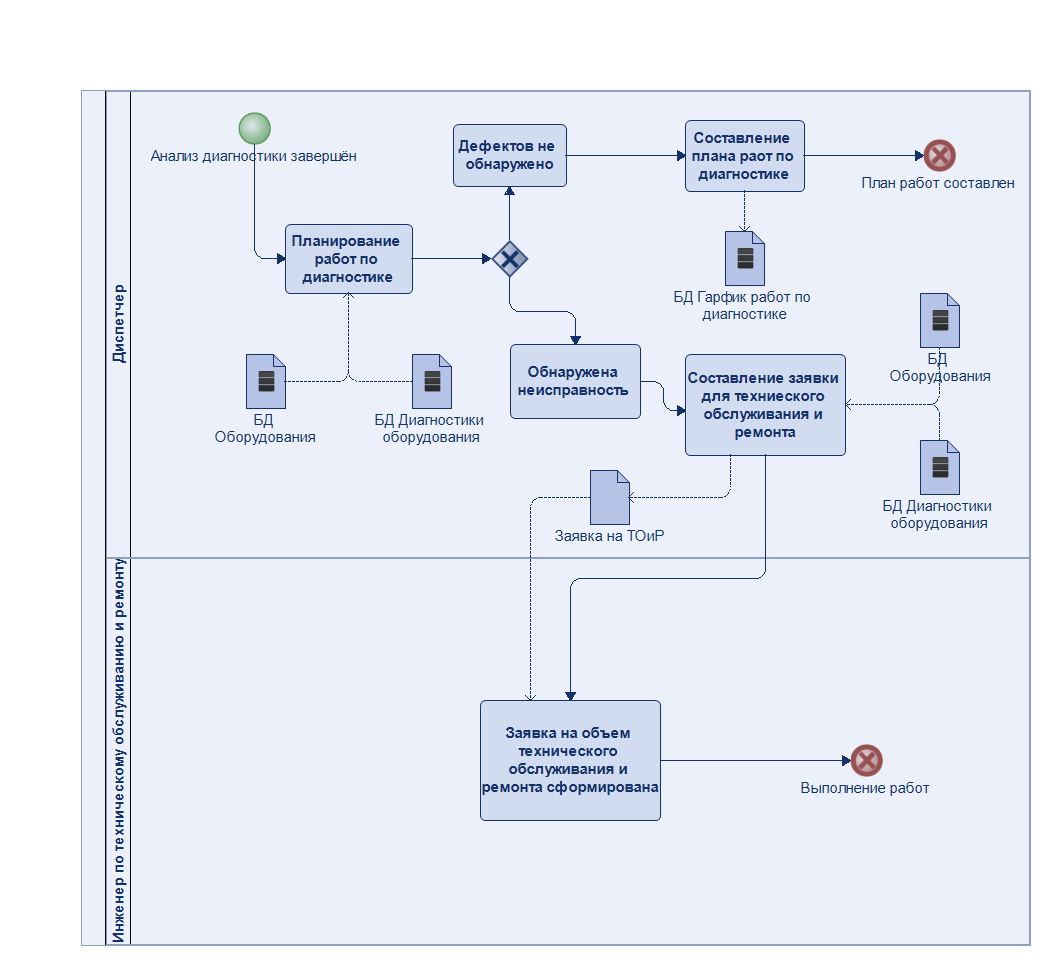 Анализ диагностики завершён
Дефектов не
обнаружено
Составление
плана раот по
диагностике
План работ составлен
Планирование
работ по
диагностике
БД Гарфик работ по
диагностике
Диспетчер
БД
Оборудования
БД Диагностики
оборудования
Обнаружена
неисправность
Составление заявки
для техниеского
обслуживания и
ремонта
БД
Оборудования
БД Диагностики
оборудования
Заявка на ТОиР
Инженер по техническому обслуживанию и ремонту
Заявка на объем
технического
обслуживания и
ремонта сформирована
Выполнение работ